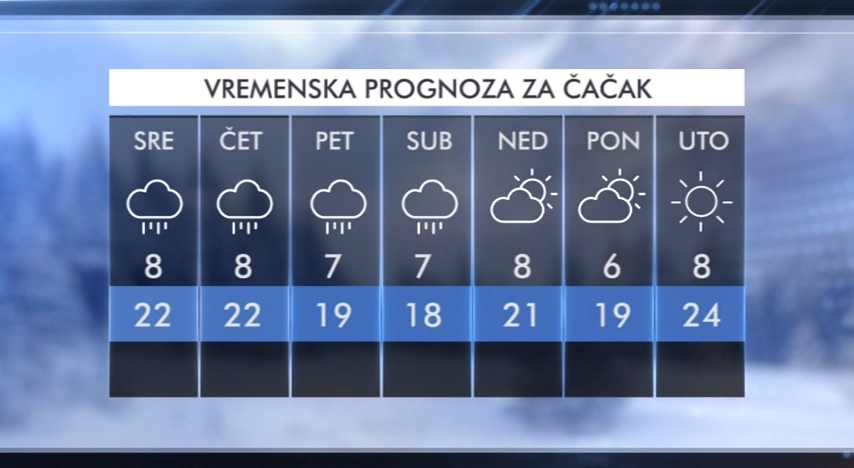 VREMENSKA PROGNOZA ZA ČAČAK
SRE ČET PET SUB NED PON UTO
8 8 7 7 8 6 8
22 22 19 18 21 19 24